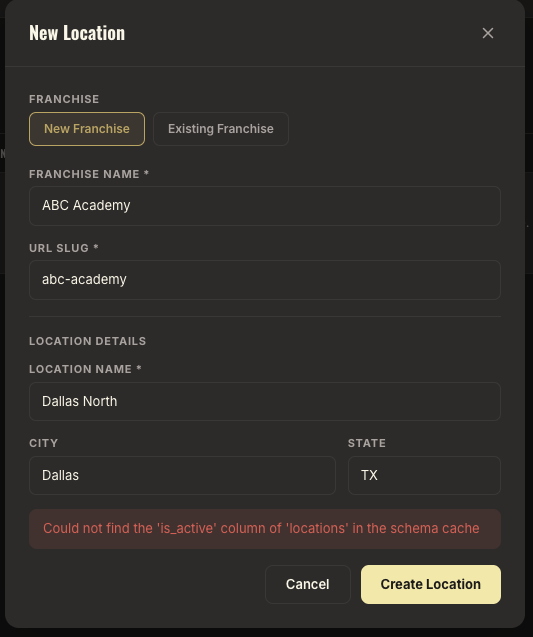 New Location
FRANCHISE
New Franchise
Existing Franchise
FRANCHISE NAME *
ABC Academy
URL SLUG *
abc-academy
LOCATION DETAILS
LOCATION NAME *
Dallas North
CITY
STATE
Dallas
TX
Could not find the 'is_active' column of 'locations' in the schema cache
Cancel
Create Location